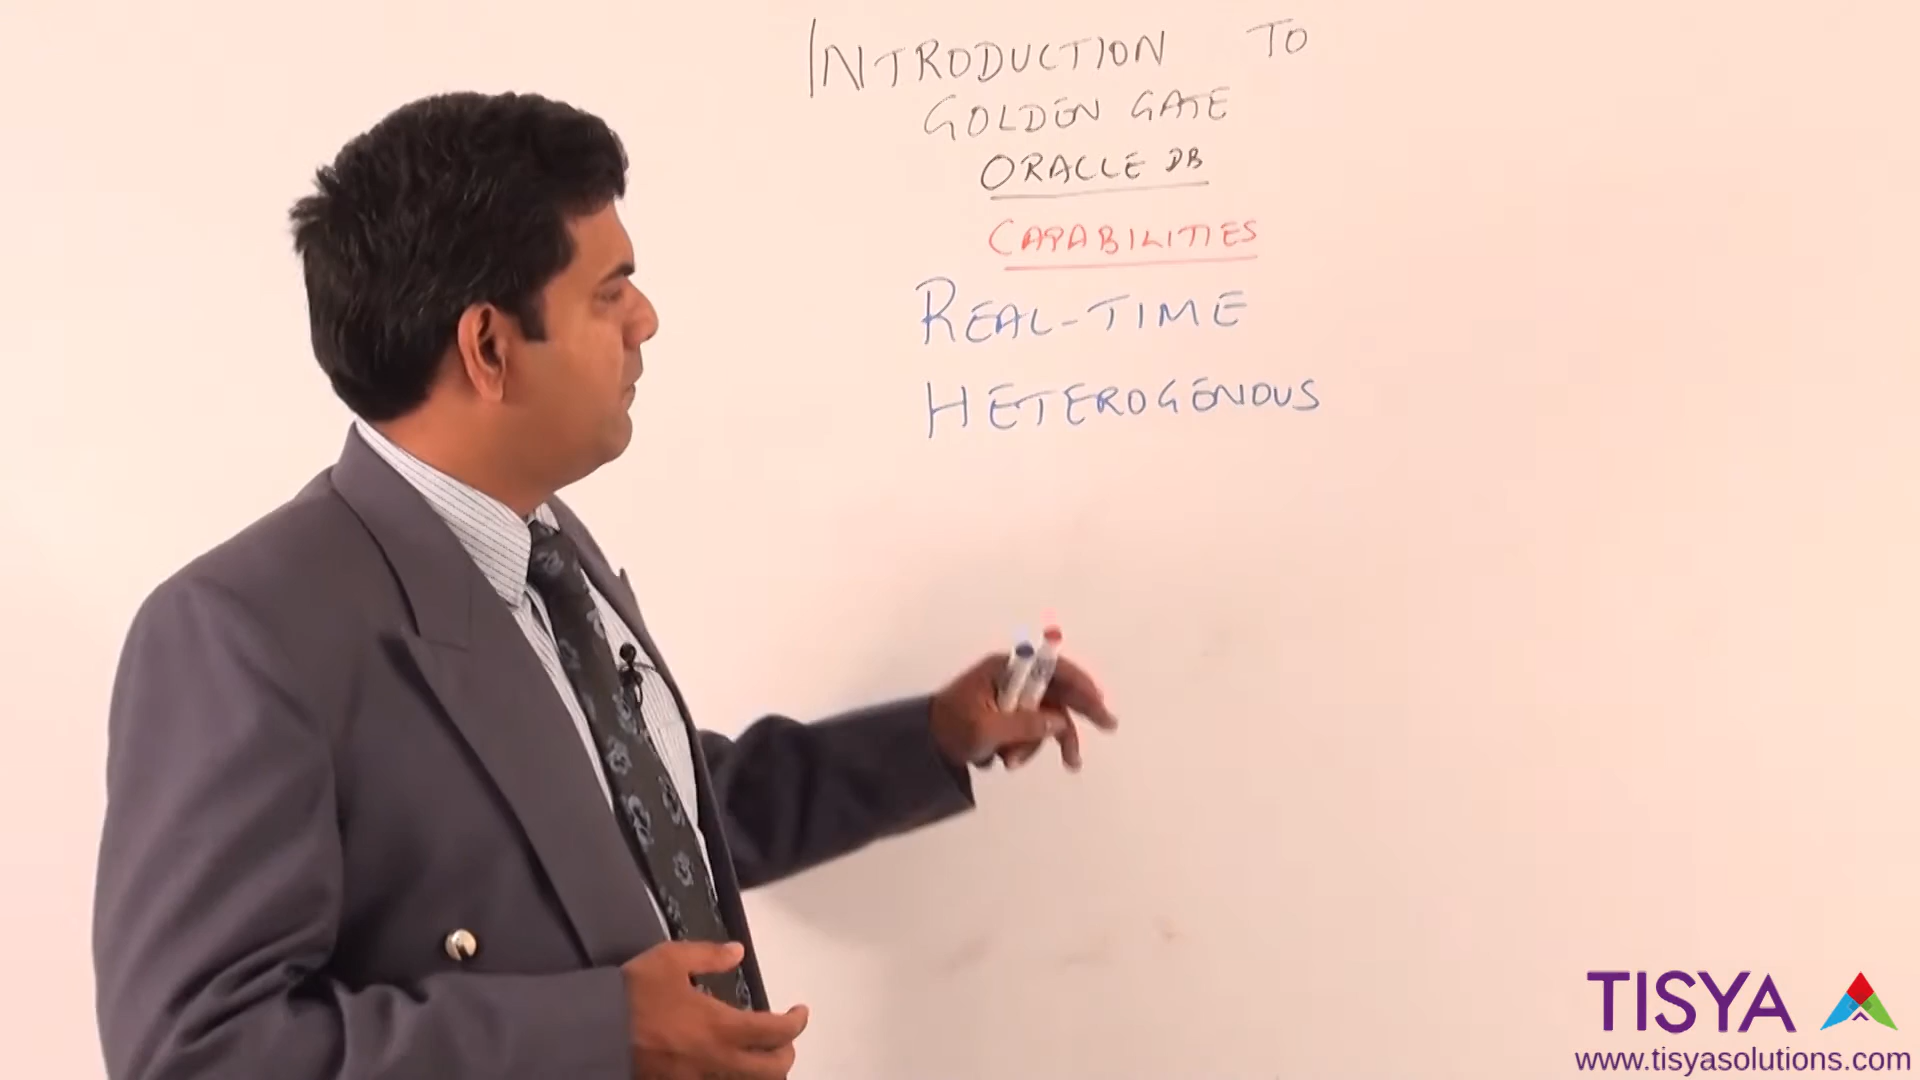 INTRODUCTION TO
GOLDEN GATE
ORACLE DB
CAPABILITIES
REAL-TIME
HETEROGENOUS
TISYA
www.tisyasolutions.com